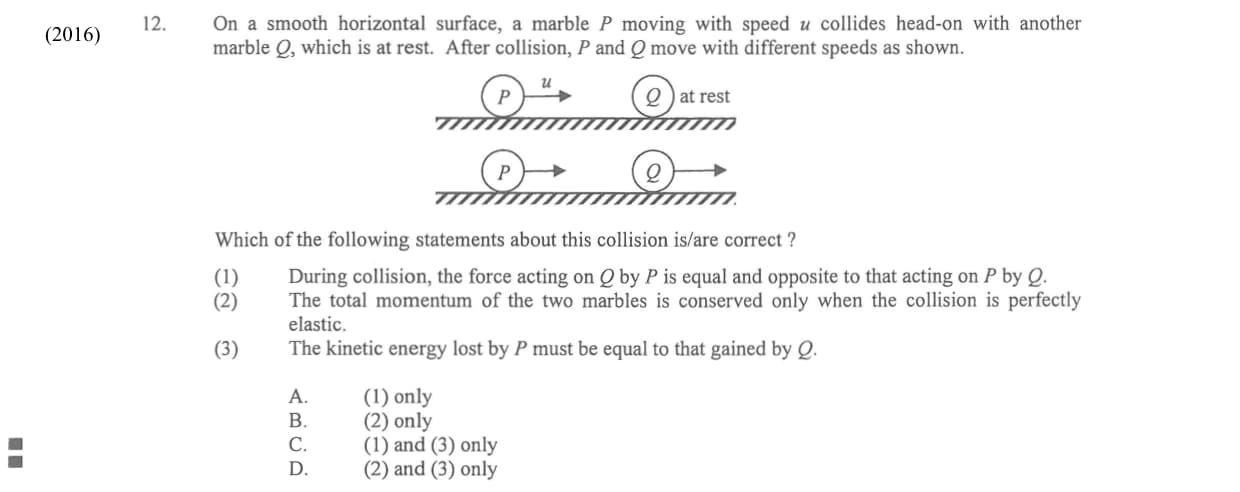 (2016)
12. On a smooth horizontal surface, a marble P moving with speed u collides head-on with another
marble Q, which is at rest. After collision, P and Q move with different speeds as shown.
P u Q at rest
P Q
Which of the following statements about this collision is/are correct ?
(1) During collision, the force acting on Q by P is equal and opposite to that acting on P by Q.
(2) The total momentum of the two marbles is conserved only when the collision is perfectly
elastic.
(3) The kinetic energy lost by P must be equal to that gained by Q.
A. (1) only
B. (2) only
C. (1) and (3) only
D. (2) and (3) only